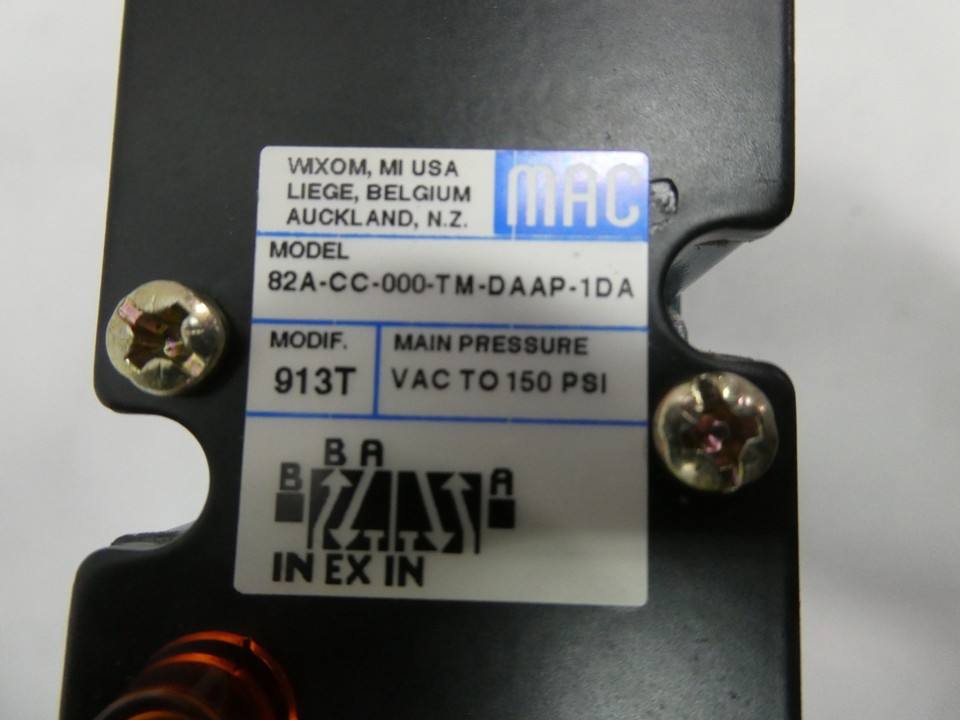 WIXOM, MI USA
LIEGE, BELGIUM
AUCKLAND, N.Z.
MAC
MODEL
82A-CC-000-TM-DAAP-1DA
MODIF.
913T
MAIN PRESSURE
VAC TO 150 PSI
B A
B A
IN EX IN